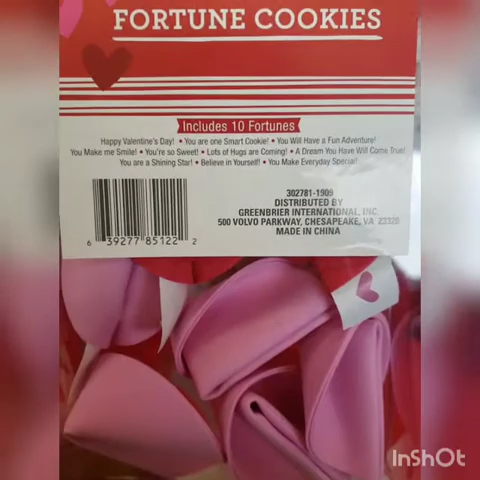 FORTUNE COOKIES
Includes 10 Fortunes
Happy Valentine's Day! • You are one Smart Cookie! • You Will Have a Fun Adventure!
You Make me Smile! • You're so Sweet! • Lots of Hugs are Coming! • A Dream You Have Will Come True!
You are a Shining Star! • Believe in Yourself! • You Make Everyday Special!
302781-1909
DISTRIBUTED BY
GREENBRIER INTERNATIONAL, INC.
500 VOLVO PARKWAY, CHESAPEAKE, VA 23320
MADE IN CHINA
6 39277 85122 2
InShOt